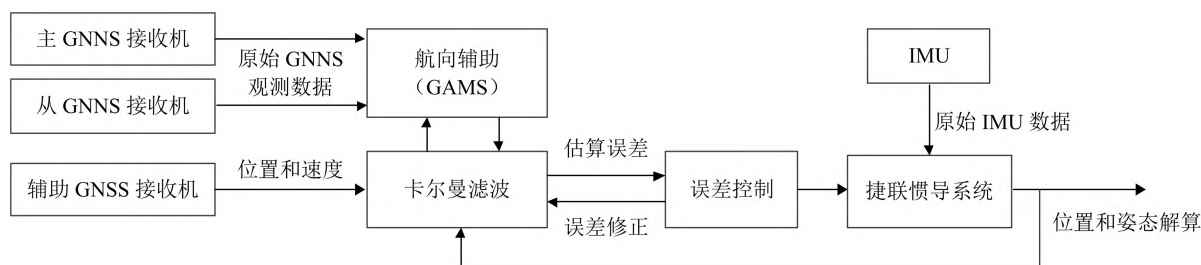 主 GNNS 接收机
从 GNNS 接收机
辅助 GNSS 接收机
原始 GNNS
观测数据
位置和速度
航向辅助
（GAMS）
卡尔曼滤波
估算误差
误差修正
误差控制
IMU
原始 IMU 数据
捷联惯导系统
位置和姿态解算